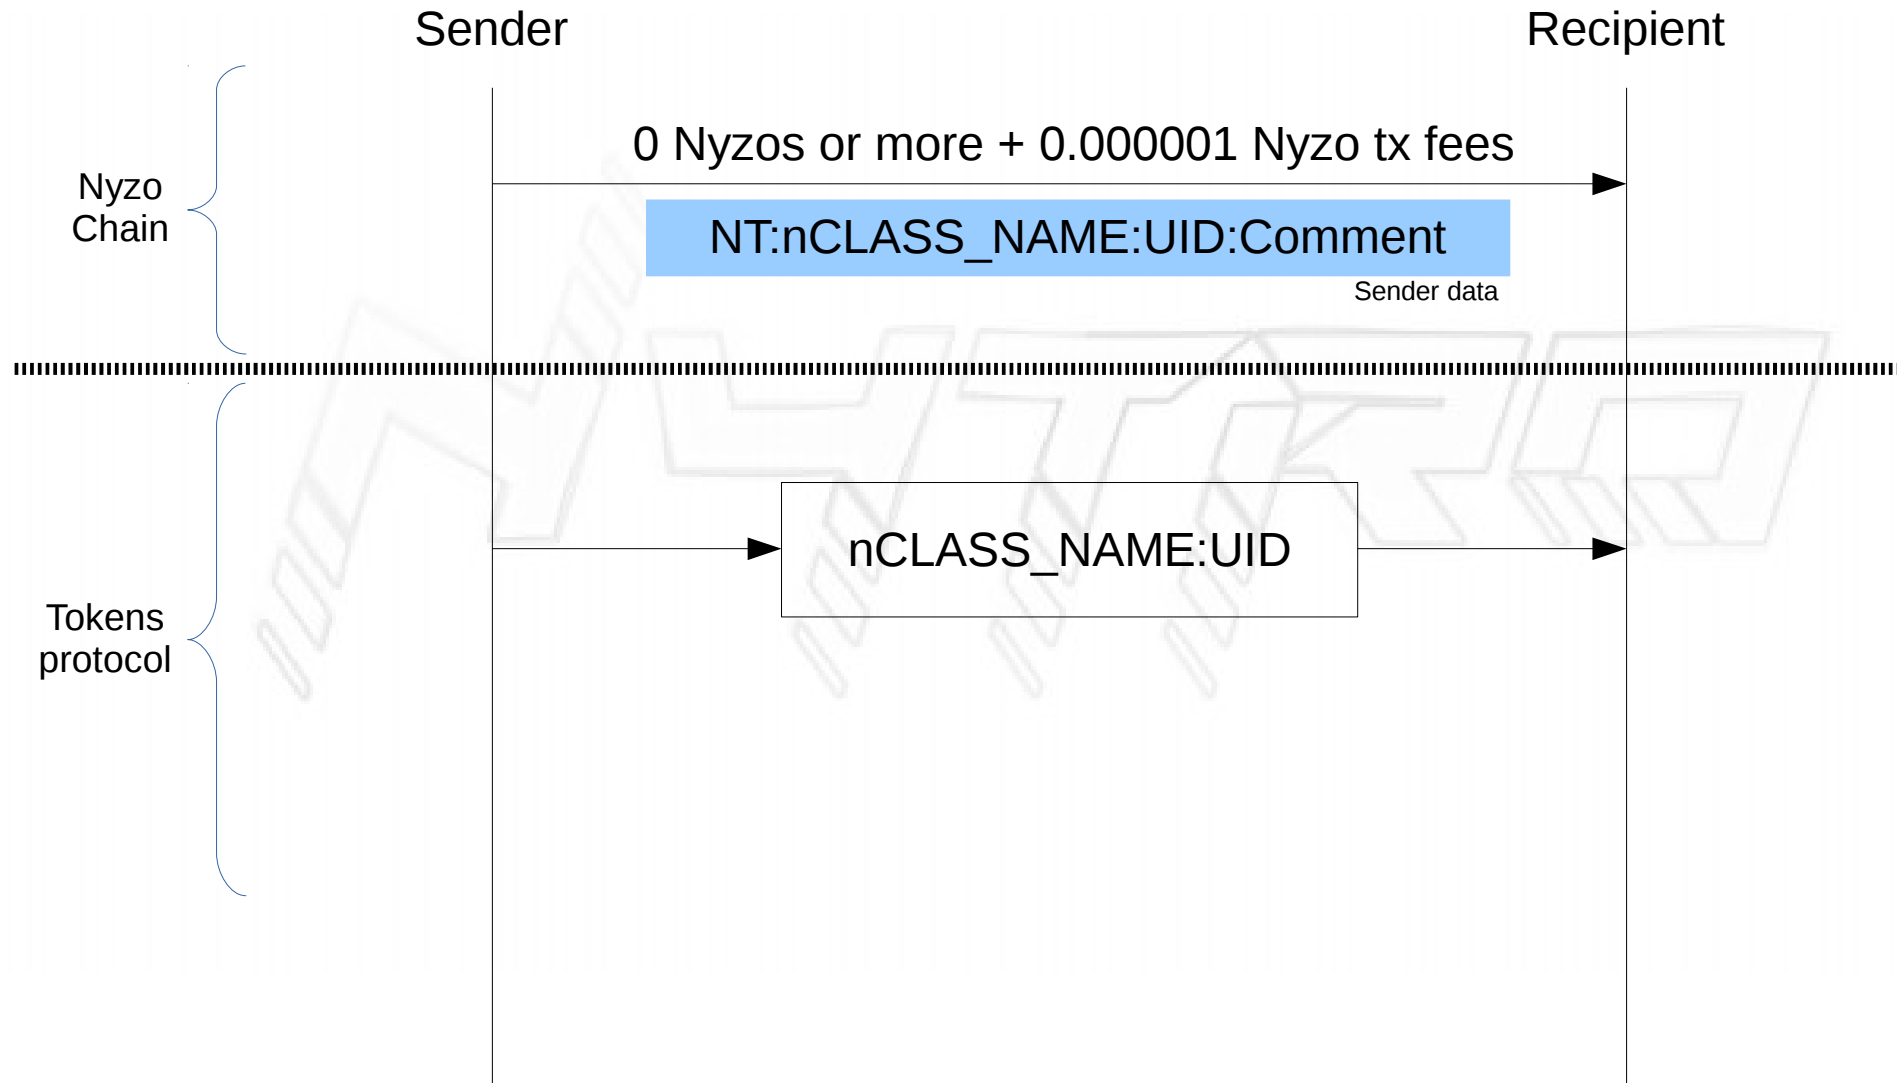 Sender
Recipient
0 Nyzos or more + 0.000001 Nyzo tx fees
Nyzo
Chain
NT:nCLASS_NAME:UID:Comment
Sender data
NYTRO
nCLASS_NAME:UID
Tokens
protocol